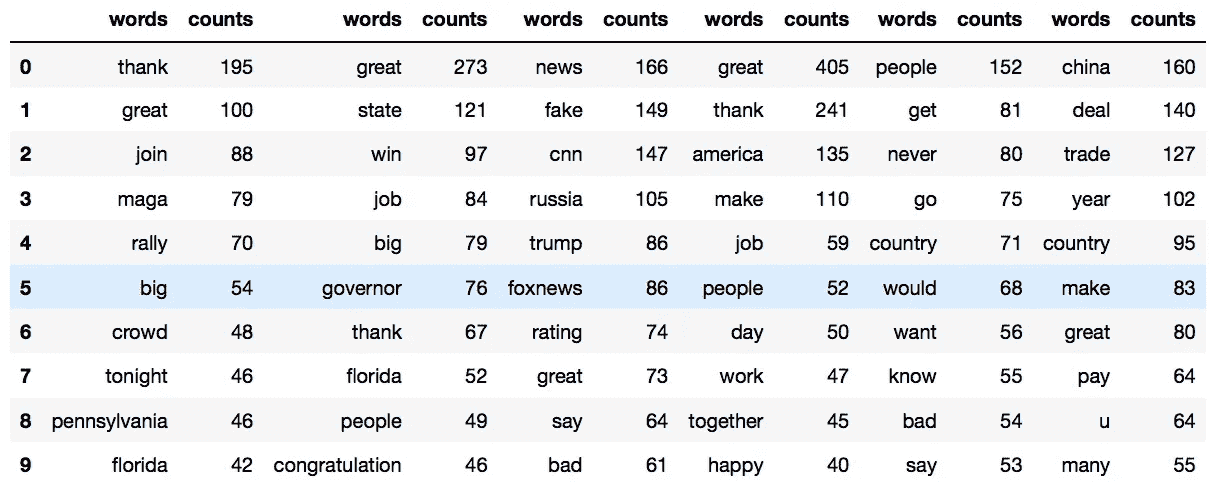 words counts words counts words counts words counts words counts words counts
0 thank 195 great 273 news 166 great 405 people 152 china 160
1 great 100 state 121 fake 149 thank 241 get 81 deal 140
2 join 88 win 97 cnn 147 america 135 never 80 trade 127
3 maga 79 job 84 russia 105 make 110 go 75 year 102
4 rally 70 big 79 trump 86 job 59 country 71 country 95
5 big 54 governor 76 foxnews 86 people 52 would 68 make 83
6 crowd 48 thank 67 rating 74 day 50 want 56 great 80
7 tonight 46 florida 52 great 73 work 47 know 55 pay 64
8 pennsylvania 46 people 49 say 64 together 45 bad 54 u 64
9 florida 42 congratulation 46 bad 61 happy 40 say 53 many 55